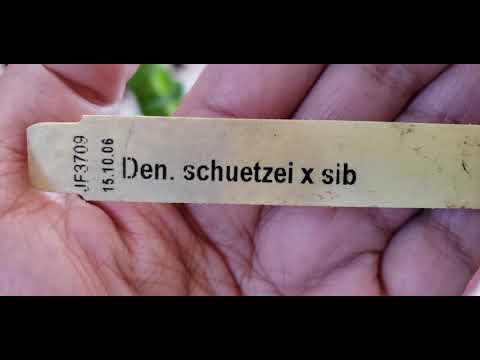 JF3709
15.10.06
Den. schuetzei x sib